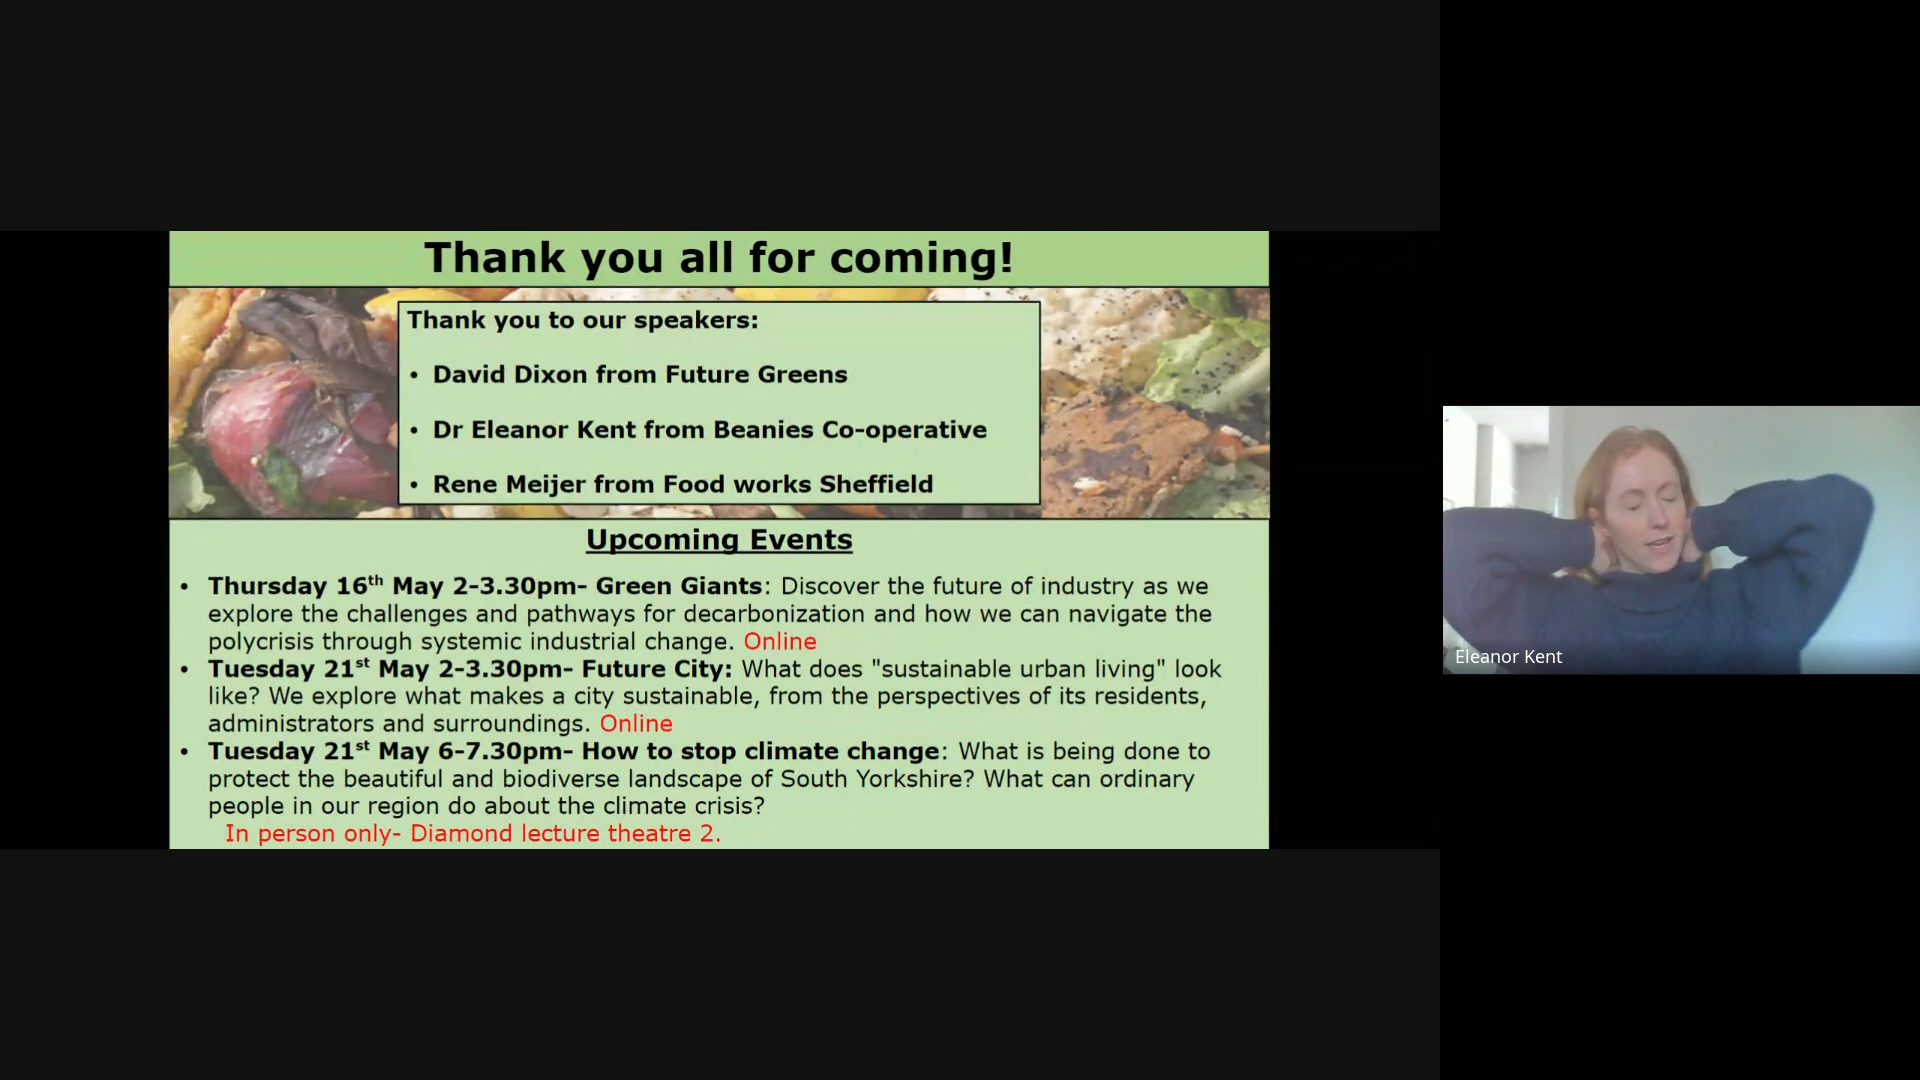 Thank you all for coming!
Thank you to our speakers:
• David Dixon from Future Greens
• Dr Eleanor Kent from Beanies Co-operative
• Rene Meijer from Food works Sheffield
Upcoming Events
• Thursday 16th May 2-3.30pm- Green Giants: Discover the future of industry as we
explore the challenges and pathways for decarbonization and how we can navigate the
polycrisis through systemic industrial change. Online
• Tuesday 21st May 2-3.30pm- Future City: What does "sustainable urban living" look
like? We explore what makes a city sustainable, from the perspectives of its residents,
administrators and surroundings. Online
• Tuesday 21st May 6-7.30pm- How to stop climate change: What is being done to
protect the beautiful and biodiverse landscape of South Yorkshire? What can ordinary
people in our region do about the climate crisis?
In person only- Diamond lecture theatre 2.
Eleanor Kent